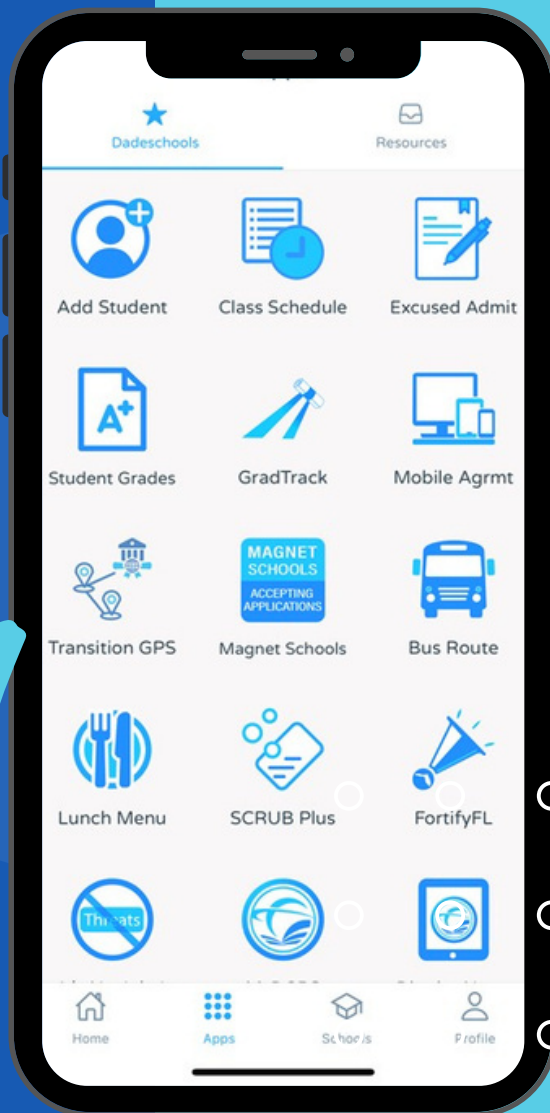 Dadeschools
Resources
Add Student
Class Schedule
Excused Admit
A+
Student Grades
GradTrack
Mobile Agrmt
MAGNET
SCHOOLS
ACCEPTING
APPLICATIONS
Transition GPS
Magnet Schools
Bus Route
Lunch Menu
SCRUB Plus
FortifyFL
Threats
Home
Apps
Schools
Profile